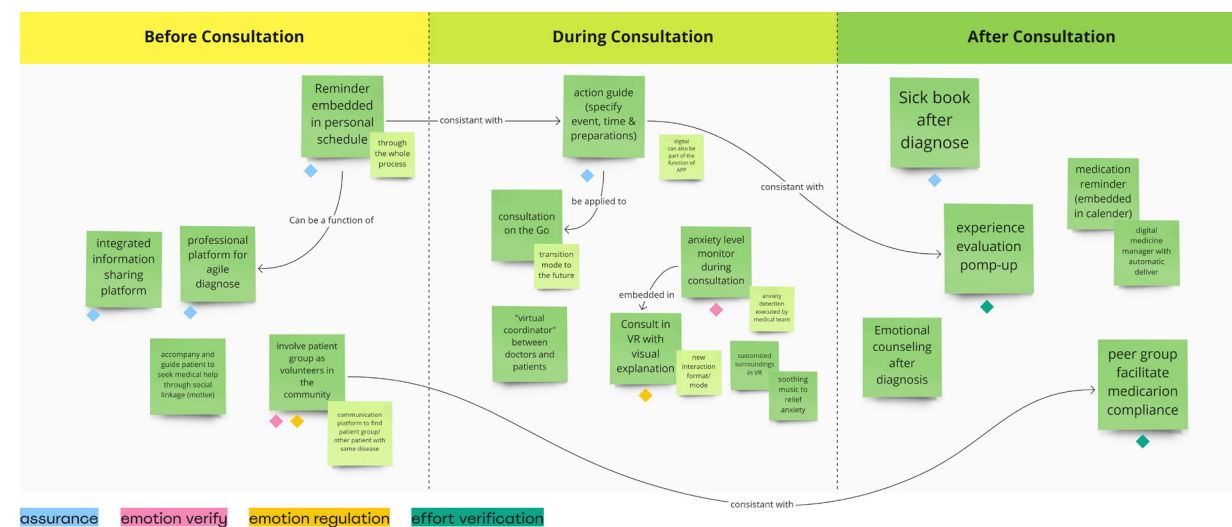 Before Consultation
During Consultation
After Consultation
Reminder
embedded
in personal
schedule
through
the whole
process
consistant with
action guide
(specify
event, time &
preparations)
digital
can also be
part of the
function of
APP
consistant with
Sick book
after
diagnose
Can be a function of
integrated
information
sharing
platform
professional
platform for
agile
diagnose
be applied to
consultation
on the Go
transition
mode to
the future
anxiety level
monitor
during
consultation
anxiety
detection
executed by
medical team
embedded in
experience
evaluation
pomp-up
medication
reminder
(embedded
in calender)
digital
medicine
manager with
automatic
deliver
accompany and
guide patient to
seek medical help
through social
linkage (motive)
involve patient
group as
volunteers in
the
community
communication
platform to find
patient group/
other patient with
same disease
"virtual
coordinator"
between
doctors and
patients
Consult in
VR with
visual
explanation
new
interaction
format/
mode
customized
surroundings
in VR
soothing
music to
relief
anxiety
Emotional
counseling
after
diagnosis
peer group
facilitate
medicarion
compliance
consistant with
assurance
emotion verify
emotion regulation
effort verification